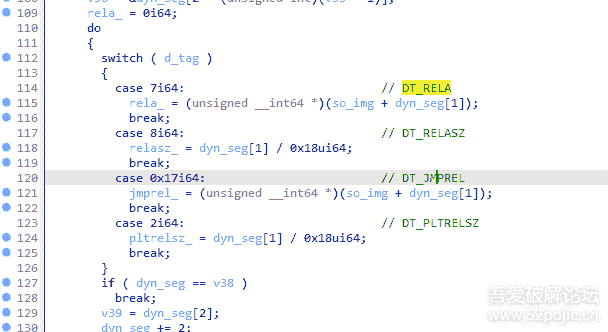 109 rela_ = 0i64;
110 do
111 {
112 switch ( d_tag )
113 {
114 case 7i64: // DT_RELA
115 rela_ = (unsigned __int64 *)(so_img + dyn_seg[1]);
116 break;
117 case 8i64: // DT_RELASZ
118 relasz_ = dyn_seg[1] / 0x18ui64;
119 break;
120 case 0x17i64: // DT_JMPREL
121 jmprel_ = (unsigned __int64 *)(so_img + dyn_seg[1]);
122 break;
123 case 2i64: // DT_PLTRELSZ
124 pltrelsz_ = dyn_seg[1] / 0x18ui64;
125 break;
126 }
127 if ( dyn_seg == v38 )
128 break;
129 v39 = dyn_seg[2];
130 dyn_seg += 2;
吾爱破解论坛
www.52pojie.cn